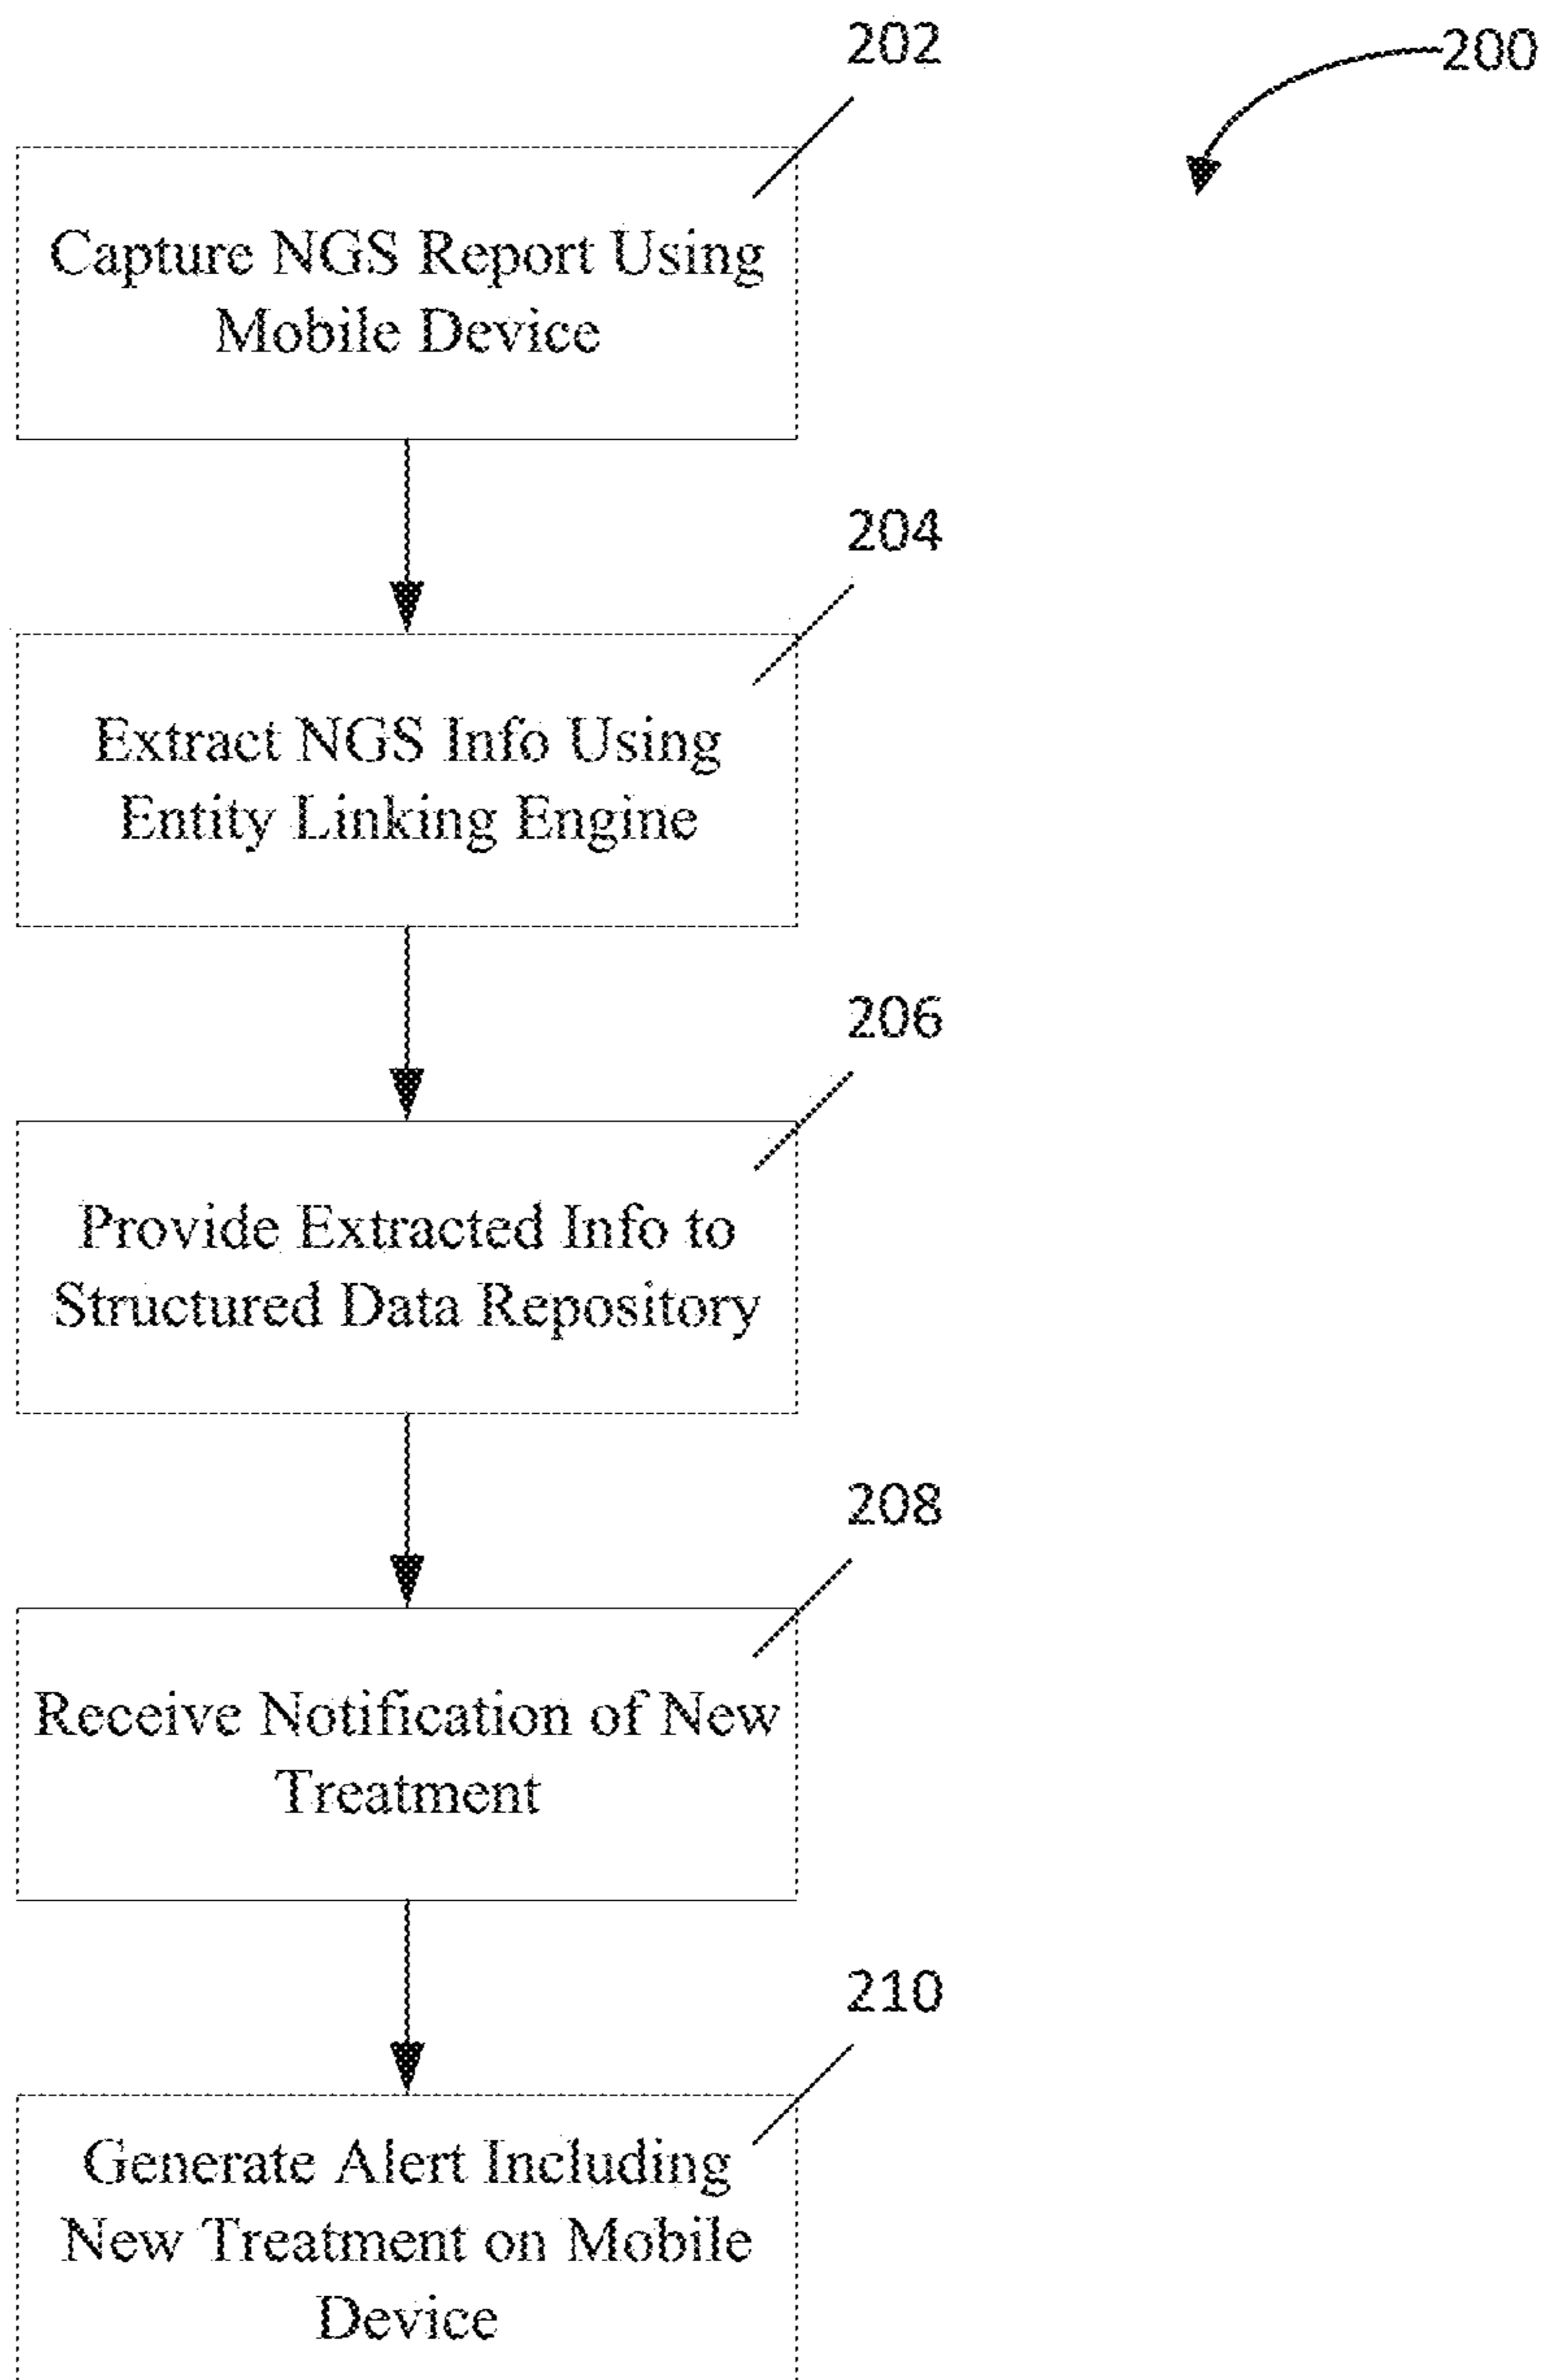 202
200
Capture NGS Report Using
Mobile Device
204
Extract NGS Info Using
Entity Linking Engine
206
Provide Extracted Info to
Structured Data Repository
208
Receive Notification of New
Treatment
210
Generate Alert Including
New Treatment on Mobile
Device